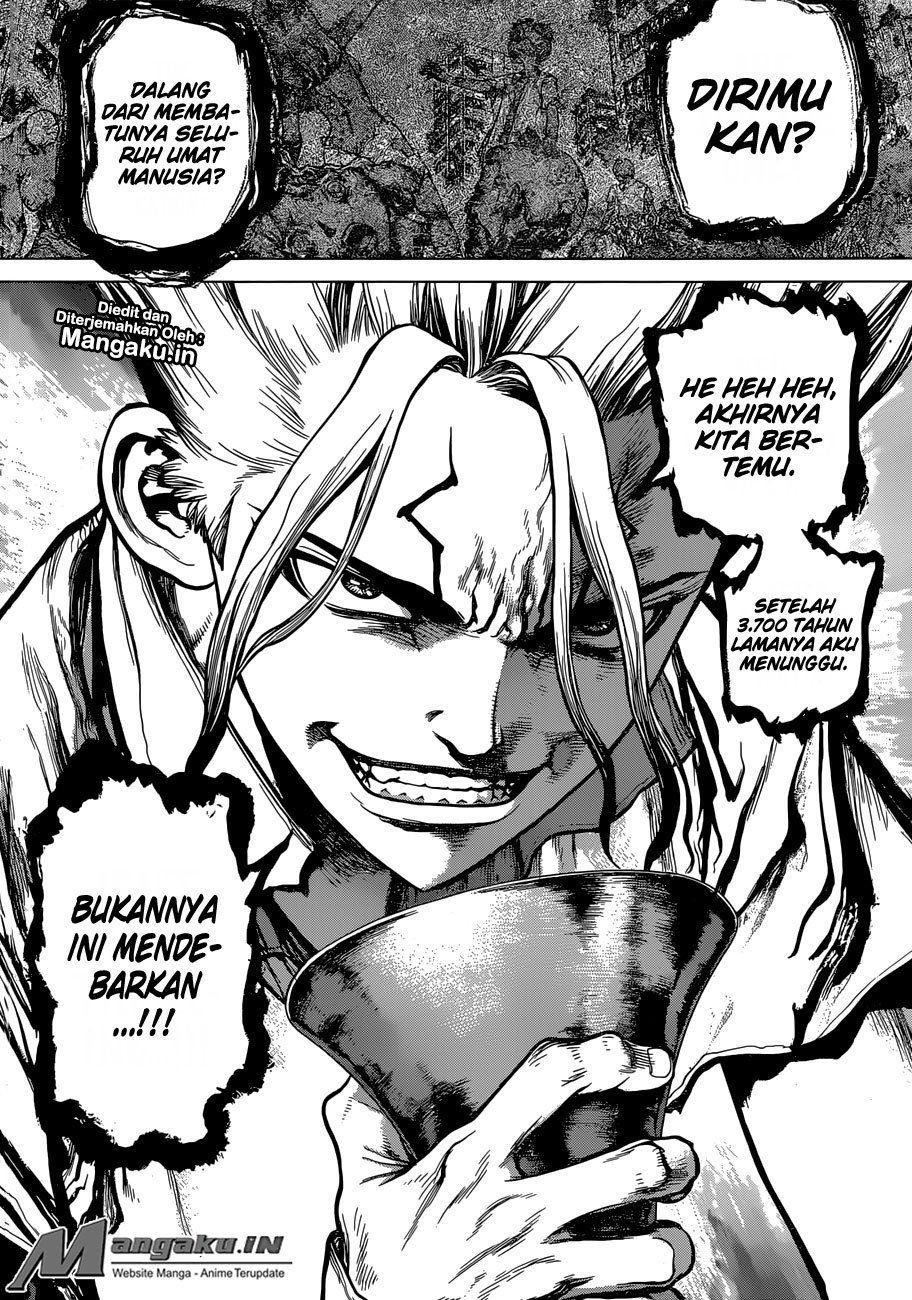 DIRIMU
KAN?
DALANG
DARI MEMBA-
TUNYA SELU-
RUH UMAT
MANUSIA?
Diedit dan
Diterjemahkan Oleh :
Mangaku.in
HE HEH HEH,
AKHIRNYA
KITA BER-
TEMU.
SETELAH
3.700 TAHUN
LAMANYA AKU
MENUNGGU.
BUKANNYA
INI MENDE-
BARKAN
...!!!
Mangaku.iN
Website Manga - Anime Terupdate